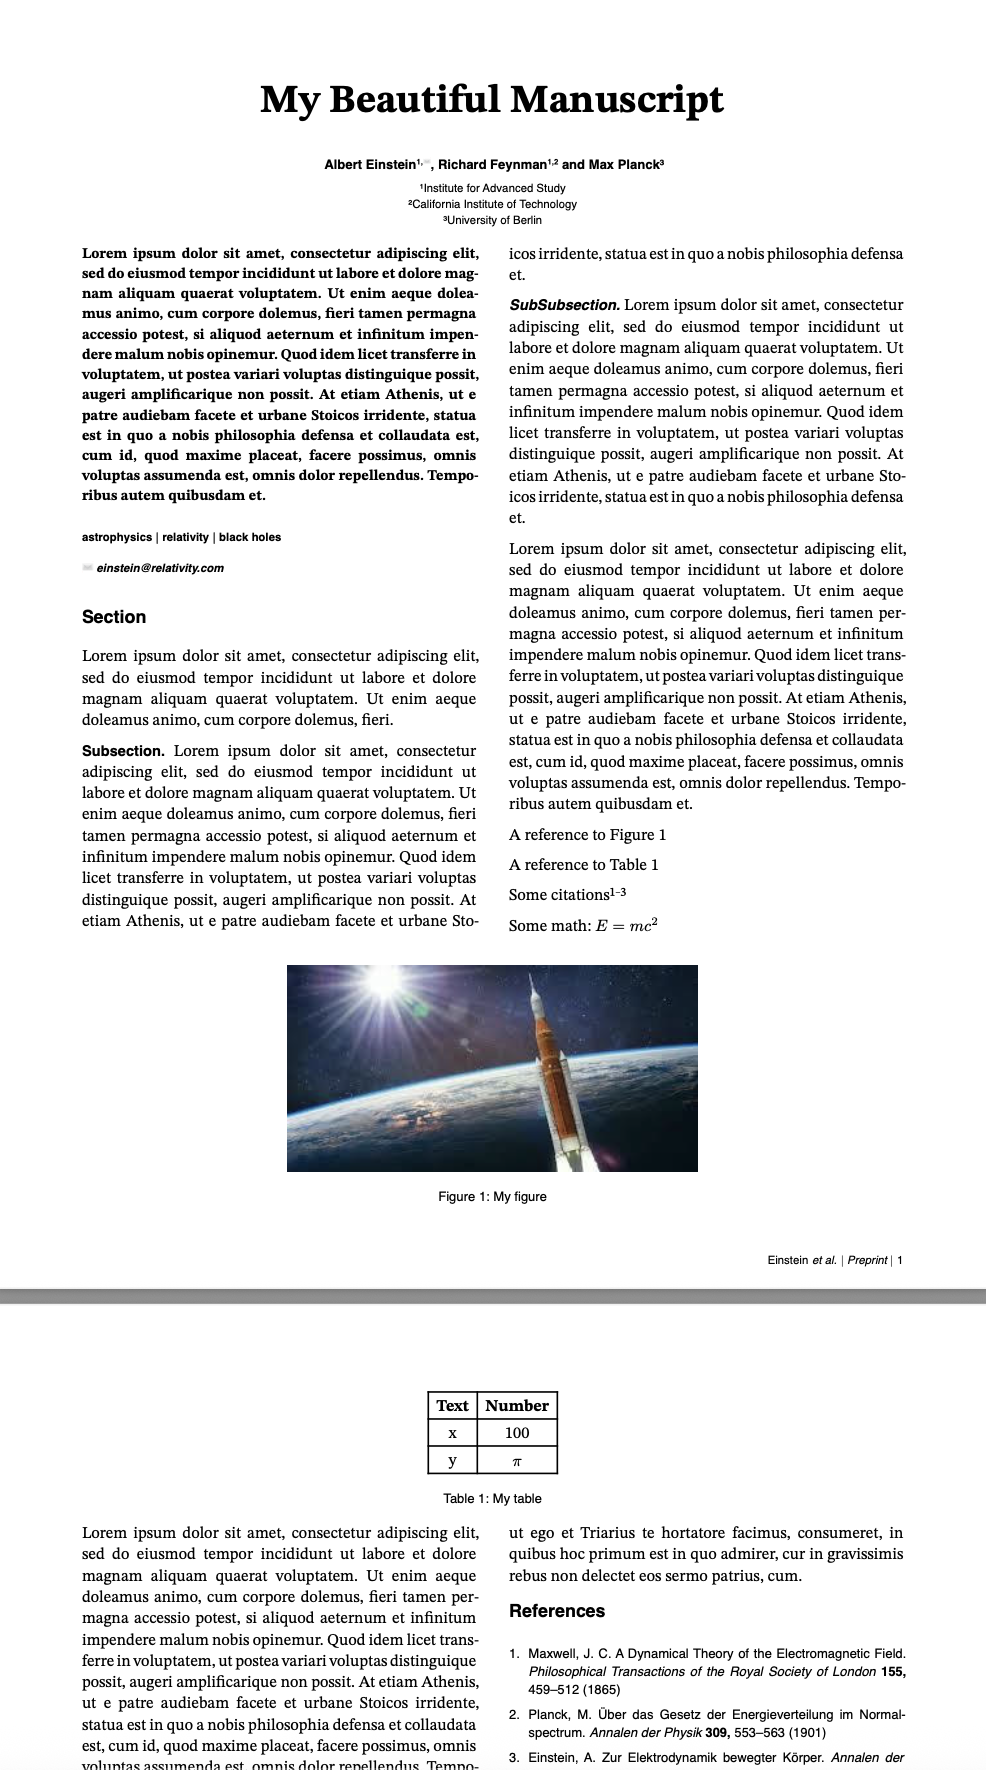 My Beautiful Manuscript
Albert Einstein¹,, Richard Feynman¹,² and Max Planck³
¹Institute for Advanced Study
²California Institute of Technology
³University of Berlin
Lorem ipsum dolor sit amet, consectetur adipiscing elit,
sed do eiusmod tempor incididunt ut labore et dolore mag-
nam aliquam quaerat voluptatem. Ut enim aeque dolea-
mus animo, cum corpore dolemus, fieri tamen permagna
accessio potest, si aliquod aeternum et infinitum impen-
dere malum nobis opinemur. Quod idem licet transferre in
voluptatem, ut postea variari voluptas distinguique possit,
augeri amplificarique non possit. At etiam Athenis, ut e
patre audiebam facete et urbane Stoicos irridente, statua
est in quo a nobis philosophia defensa et collaudata est,
cum id, quod maxime placeat, facere possimus, omnis
voluptas assumenda est, omnis dolor repellendus. Tempo-
ribus autem quibusdam et.
astrophysics | relativity | black holes
einstein@relativity.com
Section
Lorem ipsum dolor sit amet, consectetur adipiscing elit,
sed do eiusmod tempor incididunt ut labore et dolore
magnam aliquam quaerat voluptatem. Ut enim aeque
doleamus animo, cum corpore dolemus, fieri.
Subsection. Lorem ipsum dolor sit amet, consectetur
adipiscing elit, sed do eiusmod tempor incididunt ut
labore et dolore magnam aliquam quaerat voluptatem. Ut
enim aeque doleamus animo, cum corpore dolemus, fieri
tamen permagna accessio potest, si aliquod aeternum et
infinitum impendere malum nobis opinemur. Quod idem
licet transferre in voluptatem, ut postea variari voluptas
distinguique possit, augeri amplificarique non possit. At
etiam Athenis, ut e patre audiebam facete et urbane Sto-
icos irridente, statua est in quo a nobis philosophia defensa
et.
SubSubsection. Lorem ipsum dolor sit amet, consectetur
adipiscing elit, sed do eiusmod tempor incididunt ut
labore et dolore magnam aliquam quaerat voluptatem. Ut
enim aeque doleamus animo, cum corpore dolemus, fieri
tamen permagna accessio potest, si aliquod aeternum et
infinitum impendere malum nobis opinemur. Quod idem
licet transferre in voluptatem, ut postea variari voluptas
distinguique possit, augeri amplificarique non possit. At
etiam Athenis, ut e patre audiebam facete et urbane Sto-
icos irridente, statua est in quo a nobis philosophia defensa
et.
Lorem ipsum dolor sit amet, consectetur adipiscing elit,
sed do eiusmod tempor incididunt ut labore et dolore
magnam aliquam quaerat voluptatem. Ut enim aeque
doleamus animo, cum corpore dolemus, fieri tamen per-
magna accessio potest, si aliquod aeternum et infinitum
impendere malum nobis opinemur. Quod idem licet trans-
ferre in voluptatem, ut postea variari voluptas distinguique
possit, augeri amplificarique non possit. At etiam Athenis,
ut e patre audiebam facete et urbane Stoicos irridente,
statua est in quo a nobis philosophia defensa et collaudata
est, cum id, quod maxime placeat, facere possimus, omnis
voluptas assumenda est, omnis dolor repellendus. Tempo-
ribus autem quibusdam et.
A reference to Figure 1
A reference to Table 1
Some citations¹⁻³
Some math: E = mc²
Figure 1: My figure
Einstein et al. | Preprint | 1
Text Number
x 100
y π
Table 1: My table
Lorem ipsum dolor sit amet, consectetur adipiscing elit,
sed do eiusmod tempor incididunt ut labore et dolore
magnam aliquam quaerat voluptatem. Ut enim aeque
doleamus animo, cum corpore dolemus, fieri tamen per-
magna accessio potest, si aliquod aeternum et infinitum
impendere malum nobis opinemur. Quod idem licet trans-
ferre in voluptatem, ut postea variari voluptas distinguique
possit, augeri amplificarique non possit. At etiam Athenis,
ut e patre audiebam facete et urbane Stoicos irridente,
statua est in quo a nobis philosophia defensa et collaudata
est, cum id, quod maxime placeat, facere possimus, omnis
voluptas assumenda est, omnis dolor repellendus. Tempo-
ut ego et Triarius te hortatore facimus, consumeret, in
quibus hoc primum est in quo admirer, cur in gravissimis
rebus non delectet eos sermo patrius, cum.
References
1. Maxwell, J. C. A Dynamical Theory of the Electromagnetic Field.
Philosophical Transactions of the Royal Society of London 155,
459–512 (1865)
2. Planck, M. Über das Gesetz der Energieverteilung im Normal-
spectrum. Annalen der Physik 309, 553–563 (1901)
3. Einstein, A. Zur Elektrodynamik bewegter Körper. Annalen der